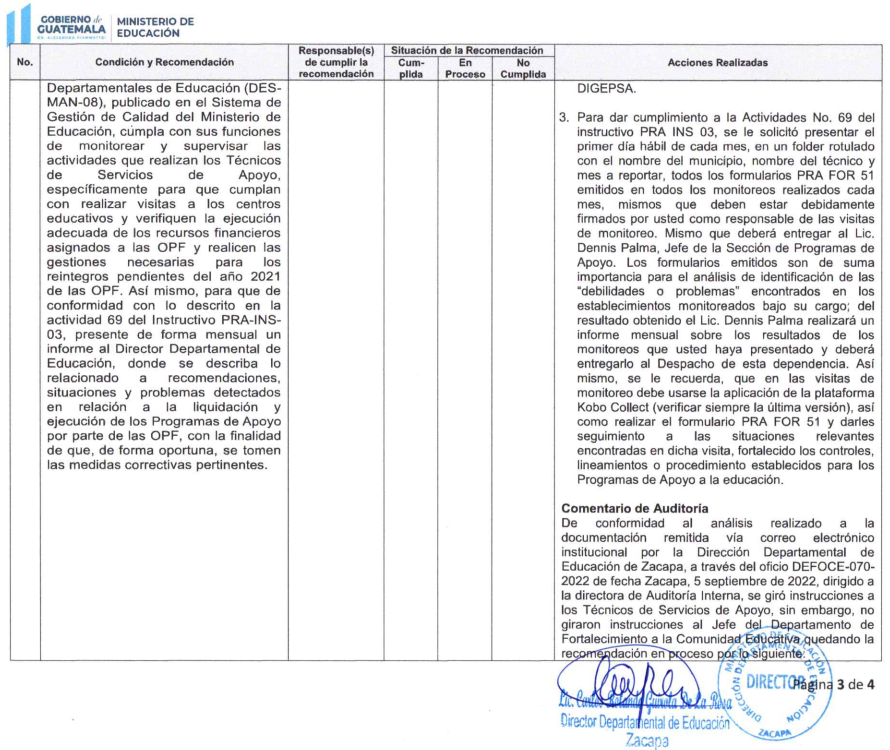 GOBIERNO de
GUATEMALA
DR. ALEJANDRO GIAMMATTEI
MINISTERIO DE
EDUCACIÓN
No.
Condición y Recomendación
Responsable(s)
de cumplir la
recomendación
Situación de la Recomendación
Cum-
plida
En
Proceso
No
Cumplida
Acciones Realizadas
Departamentales de Educación (DES-
MAN-08), publicado en el Sistema de
Gestión de Calidad del Ministerio de
Educación, cumpla con sus funciones
de monitorear y supervisar las
actividades que realizan los Técnicos
de Servicios de Apoyo,
específicamente para que cumplan
con realizar visitas a los centros
educativos y verifiquen la ejecución
adecuada de los recursos financieros
asignados a las OPF y realicen las
gestiones necesarias para los
reintegros pendientes del año 2021
de las OPF. Así mismo, para que de
conformidad con lo descrito en la
actividad 69 del Instructivo PRA-INS-
03, presente de forma mensual un
informe al Director Departamental de
Educación, donde se describa lo
relacionado a recomendaciones,
situaciones y problemas detectados
en relación a la liquidación y
ejecución de los Programas de Apoyo
por parte de las OPF, con la finalidad
de que, de forma oportuna, se tomen
las medidas correctivas pertinentes.
DIGEPSA.
3. Para dar cumplimiento a la Actividades No. 69 del
instructivo PRA INS 03, se le solicitó presentar el
primer día hábil de cada mes, en un folder rotulado
con el nombre del municipio, nombre del técnico y
mes a reportar, todos los formularios PRA FOR 51
emitidos en todos los monitoreos realizados cada
mes, mismos que deben estar debidamente
firmados por usted como responsable de las visitas
de monitoreo. Mismo que deberá entregar al Lic.
Dennis Palma, Jefe de la Sección de Programas de
Apoyo. Los formularios emitidos son de suma
importancia para el análisis de identificación de las
“debilidades o problemas” encontrados en los
establecimientos monitoreados bajo su cargo; del
resultado obtenido el Lic. Dennis Palma realizará un
informe mensual sobre los resultados de los
monitoreos que usted haya presentado y deberá
entregarlo al Despacho de esta dependencia. Así
mismo, se le recuerda, que en las visitas de
monitoreo debe usarse la aplicación de la plataforma
Kobo Collect (verificar siempre la última versión), así
como realizar el formulario PRA FOR 51 y darles
seguimiento a las situaciones relevantes
encontradas en dicha visita, fortalecido los controles,
lineamientos o procedimiento establecidos para los
Programas de Apoyo a la educación.
Comentario de Auditoría
De conformidad al análisis realizado a la
documentación remitida vía correo electrónico
institucional por la Dirección Departamental de
Educación de Zacapa, a través del oficio DEFOCE-070-
2022 de fecha Zacapa, 5 septiembre de 2022, dirigido a
la directora de Auditoría Interna, se giró instrucciones a
los Técnicos de Servicios de Apoyo, sin embargo, no
giraron instrucciones al Jefe del Departamento de
Fortalecimiento a la Comunidad Educativa quedando la
recomendación en proceso por lo siguiente:
MINISTERIO DE EDUCACIÓN
DIRECCIÓN DEPARTAMENTAL DE EDUCACIÓN
DIRECTOR
ZACAPA
Página 3 de 4
Lic. Carlos De La Rosa
Director Departamental de Educación
Zacapa